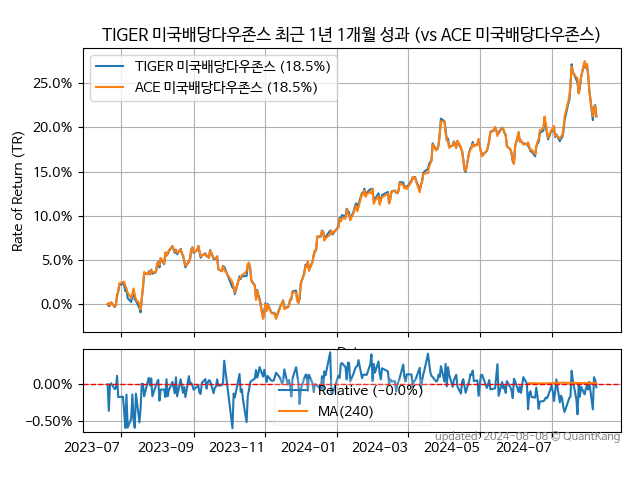 TIGER 미국배당다우존스 최근 1년 1개월 성과 (vs ACE 미국배당다우존스)
TIGER 미국배당다우존스 (18.5%)
ACE 미국배당다우존스 (18.5%)
Rate of Return (TR)
25.0%
20.0%
15.0%
10.0%
5.0%
0.0%
0.00%
−0.50%
Relative (−0.0%)
MA(240)
2023-07
2023-09
2023-11
2024-01
2024-03
2024-05
2024-07
updated: 2024-08-08 © QuantKang